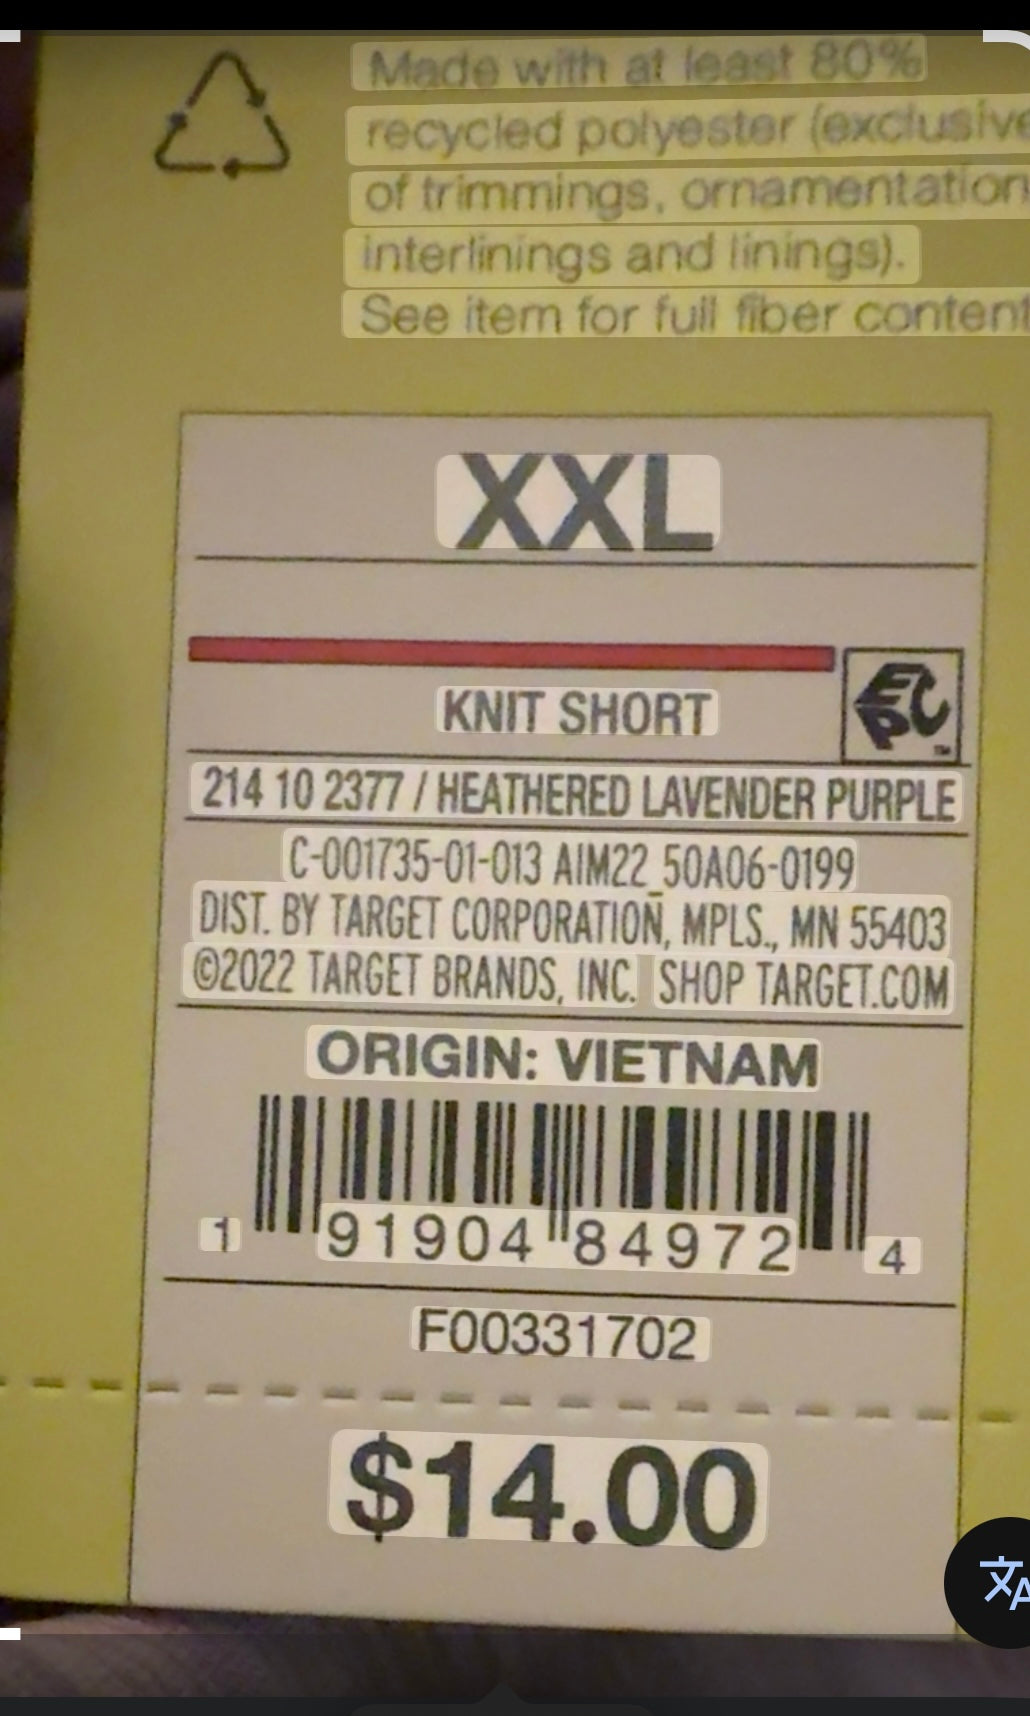 Made with at least 80%
recycled polyester (exclusive
of trimmings, ornamentation
interlinings and linings).
See item for full fiber content
XXL
EPC™
KNIT SHORT
214 10 2377 / HEATHERED LAVENDER PURPLE
C-001735-01-013 AIM22_50A06-0199
DIST. BY TARGET CORPORATION, MPLS., MN 55403
©2022 TARGET BRANDS, INC. SHOP TARGET.COM
ORIGIN: VIETNAM
1 91904 84972 4
F00331702
$14.00